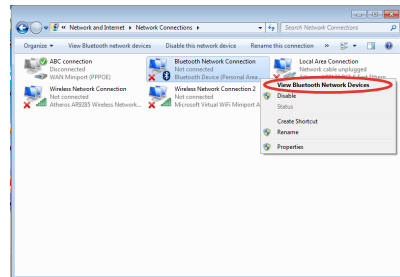 Network and Internet ▸ Network Connections ▸
Search Network Connections
Organize ▾ View Bluetooth network devices Disable this network device Rename this connection »
ABC connection
Disconnected
WAN Miniport (PPPOE)
Bluetooth Network Connection
Not connected
Bluetooth Device (Personal Area ...
Local Area Connection
Network cable unplugged
Wireless Network Connection
Not connected
Atheros AR9285 Wireless Network...
Wireless Network Connection 2
Not connected
Microsoft Virtual WiFi Miniport A
View Bluetooth Network Devices
Disable
Status
Create Shortcut
Rename
Properties